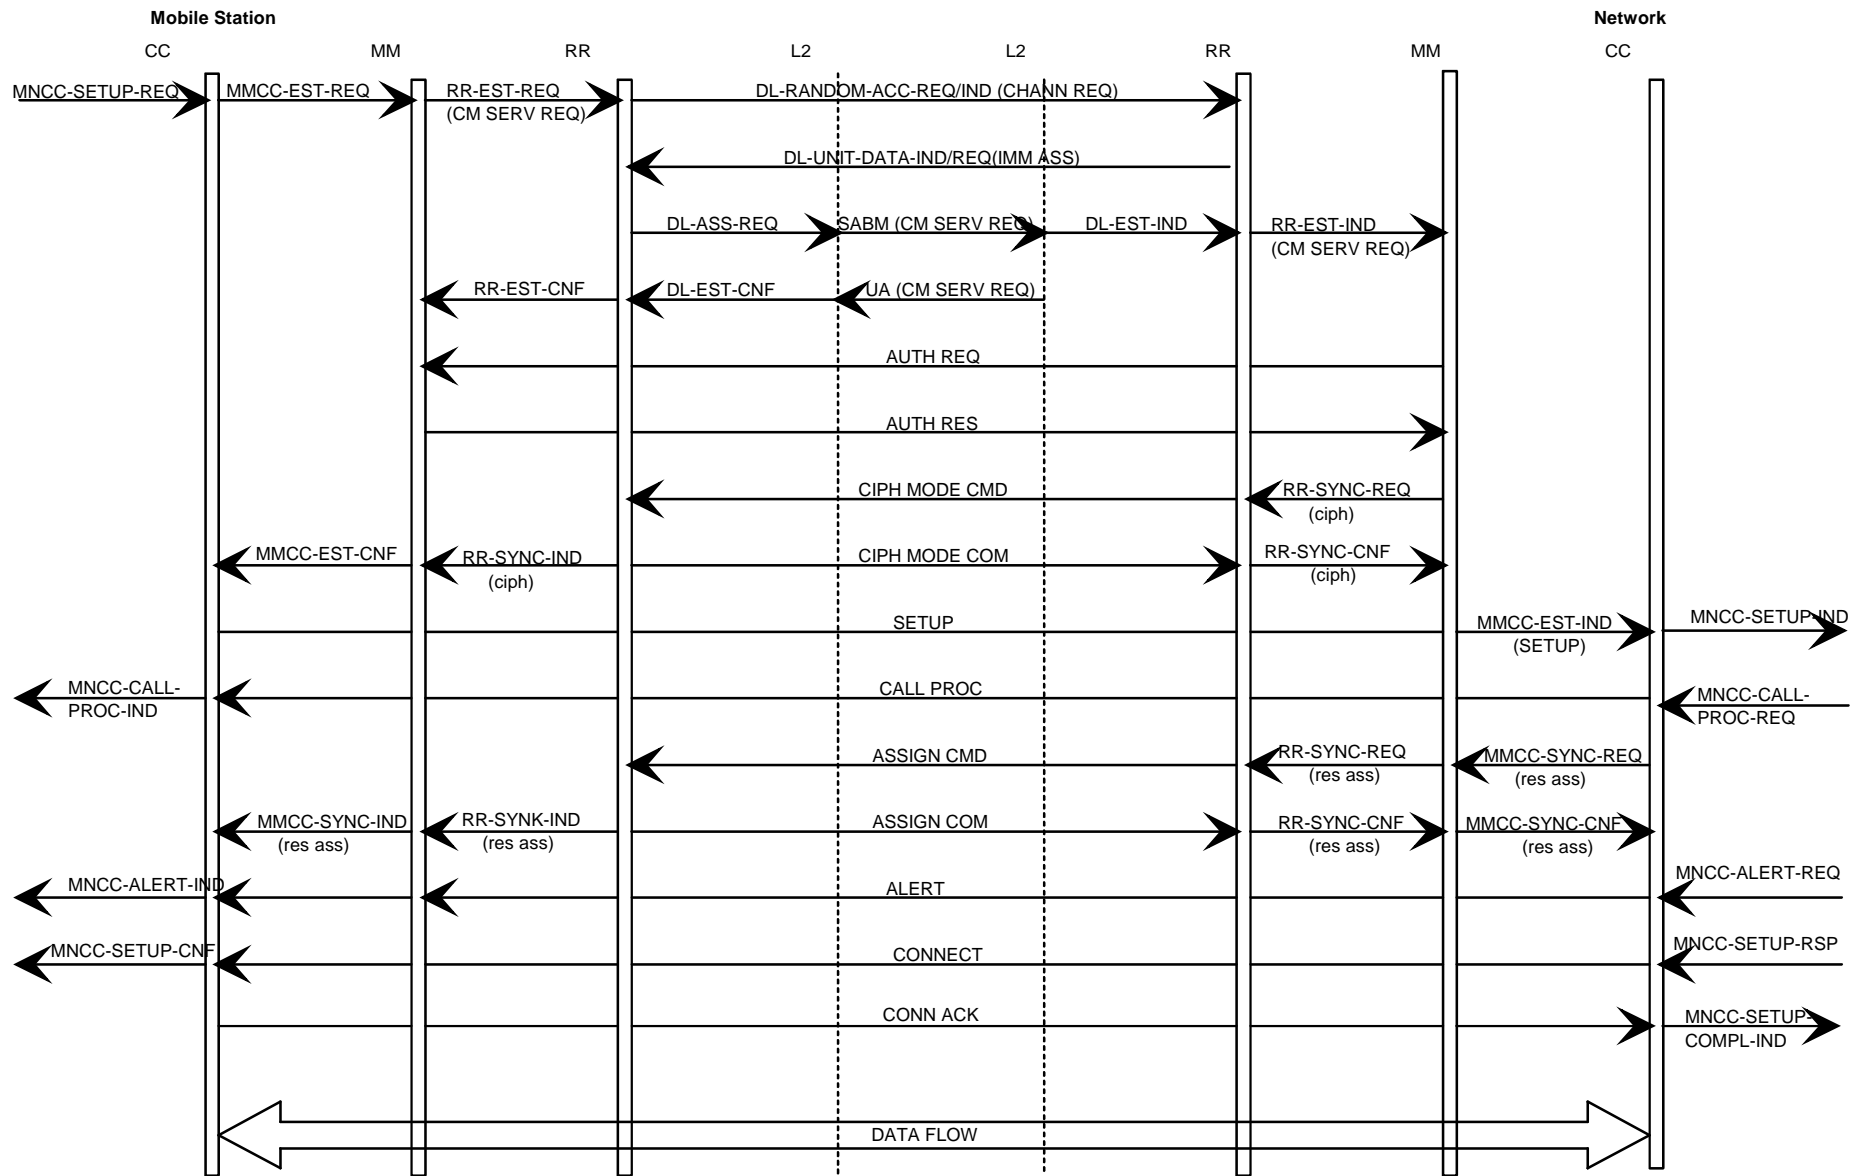 Mobile Station
Network
CC
MM
RR
L2
L2
RR
MM
CC
MNCC-SETUP-REQ
MMCC-EST-REQ
RR-EST-REQ
(CM SERV REQ)
DL-RANDOM-ACC-REQ/IND (CHANN REQ)
DL-UNIT-DATA-IND/REQ(IMM ASS)
DL-ASS-REQ
SABM (CM SERV REQ)
DL-EST-IND
RR-EST-IND
(CM SERV REQ)
RR-EST-CNF
DL-EST-CNF
UA (CM SERV REQ)
AUTH REQ
AUTH RES
CIPH MODE CMD
RR-SYNC-REQ
(ciph)
MMCC-EST-CNF
RR-SYNC-IND
(ciph)
CIPH MODE COM
RR-SYNC-CNF
(ciph)
SETUP
MMCC-EST-IND
(SETUP)
MNCC-SETUP-IND
MNCC-CALL-
PROC-IND
CALL PROC
MNCC-CALL-
PROC-REQ
ASSIGN CMD
RR-SYNC-REQ
(res ass)
MMCC-SYNC-REQ
(res ass)
MMCC-SYNC-IND
(res ass)
RR-SYNK-IND
(res ass)
ASSIGN COM
RR-SYNC-CNF
(res ass)
MMCC-SYNC-CNF
(res ass)
MNCC-ALERT-IND
ALERT
MNCC-ALERT-REQ
MNCC-SETUP-CNF
CONNECT
MNCC-SETUP-RSP
CONN ACK
MNCC-SETUP-
COMPL-IND
DATA FLOW